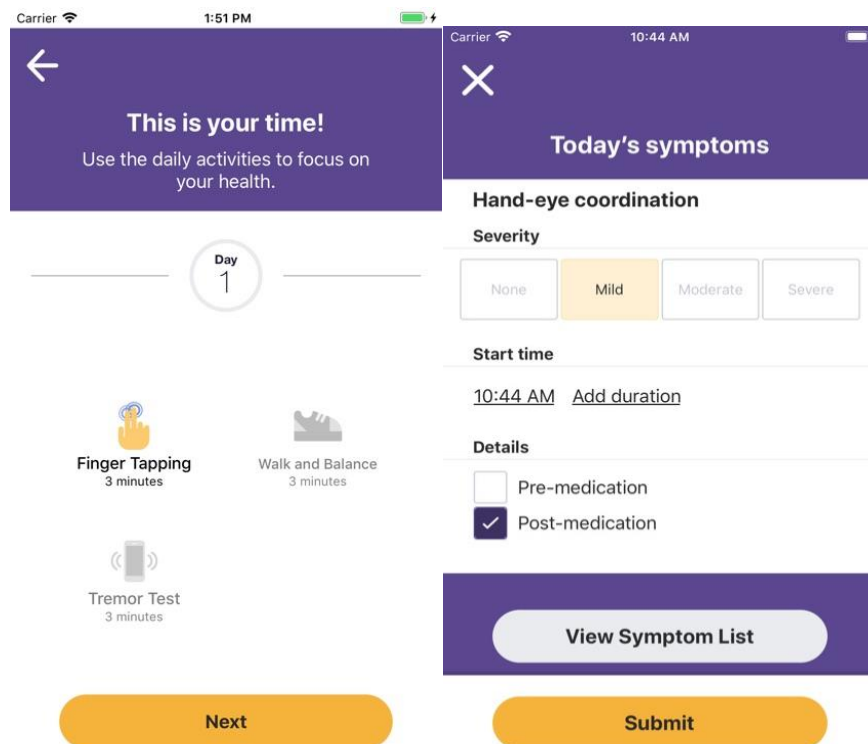 Carrier 1:51 PM
This is your time!
Use the daily activities to focus on
your health.
Day
1
Finger Tapping
3 minutes
Walk and Balance
3 minutes
Tremor Test
3 minutes
Next
Carrier 10:44 AM
Today's symptoms
Hand-eye coordination
Severity
None Mild Moderate Severe
Start time
10:44 AM Add duration
Details
Pre-medication
Post-medication
View Symptom List
Submit